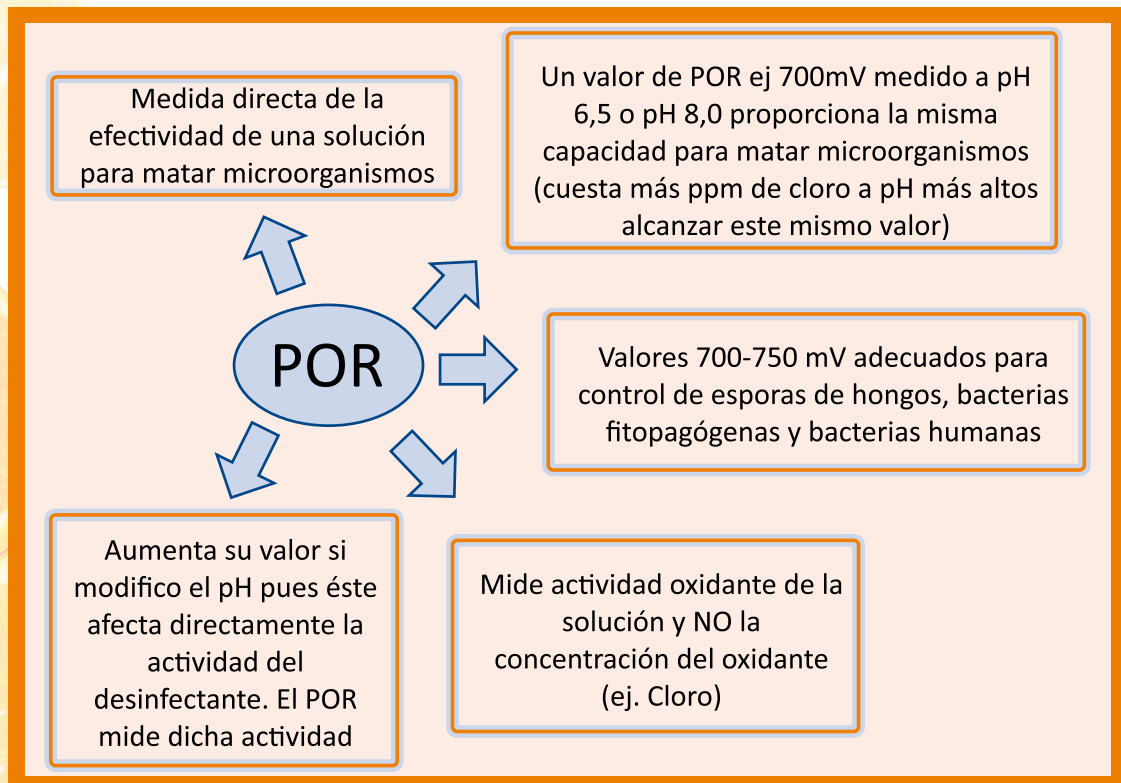 Medida directa de la
efectividad de una solución
para matar microorganismos
Un valor de POR ej 700mV medido a pH
6,5 o pH 8,0 proporciona la misma
capacidad para matar microorganismos
(cuesta más ppm de cloro a pH más altos
alcanzar este mismo valor)
POR
Valores 700-750 mV adecuados para
control de esporas de hongos, bacterias
fitopagógenas y bacterias humanas
Aumenta su valor si
modifico el pH pues éste
afecta directamente la
actividad del
desinfectante. El POR
mide dicha actividad
Mide actividad oxidante de la
solución y NO la
concentración del oxidante
(ej. Cloro)